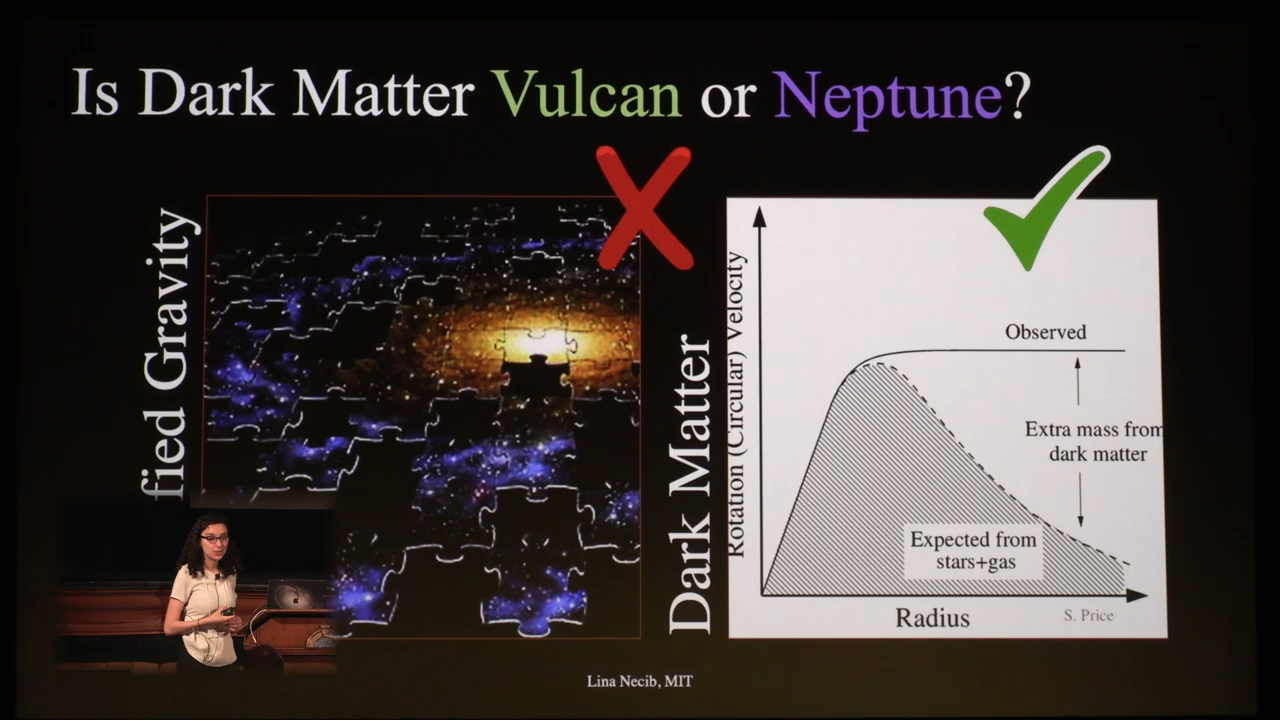 Is Dark Matter Vulcan or Neptune?
fied Gravity
Dark Matter
Rotation (Circular) Velocity
Observed
Extra mass from
dark matter
Expected from
stars+gas
Radius
S. Price
Lina Necib, MIT